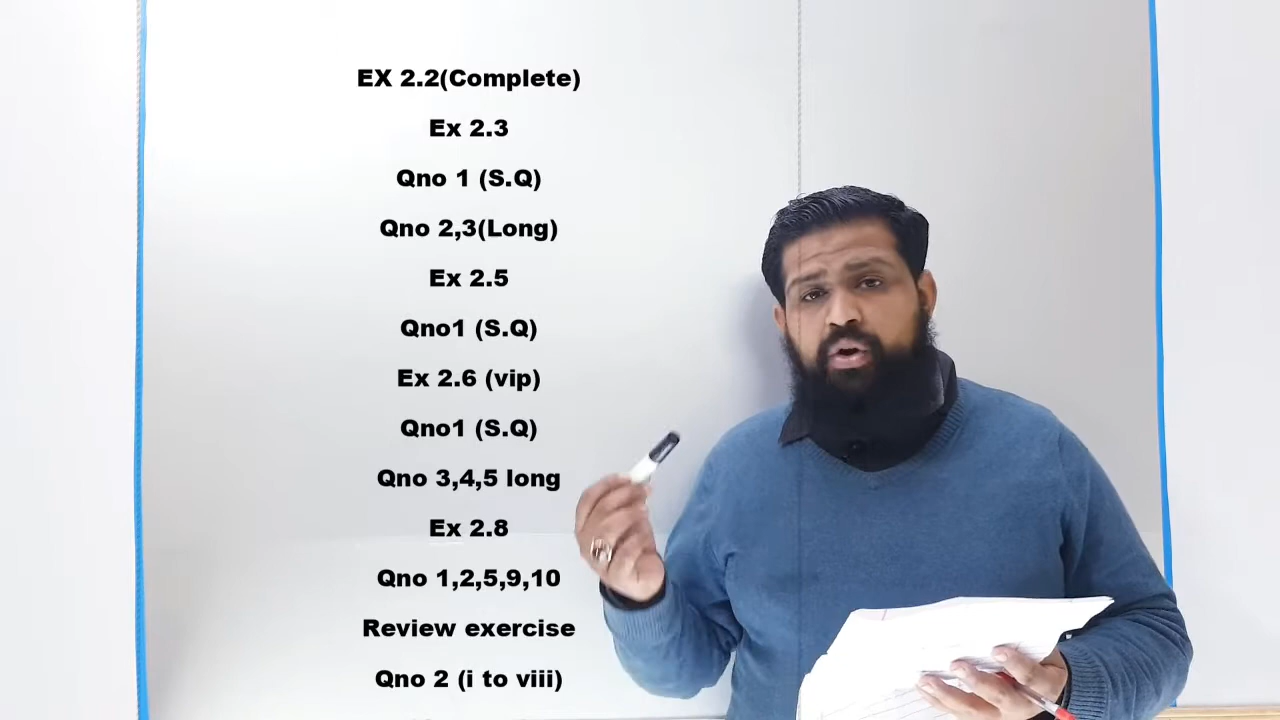 EX 2.2(Complete)
Ex 2.3
Qno 1 (S.Q)
Qno 2,3(Long)
Ex 2.5
Qno1 (S.Q)
Ex 2.6 (vip)
Qno1 (S.Q)
Qno 3,4,5 long
Ex 2.8
Qno 1,2,5,9,10
Review exercise
Qno 2 (i to viii)